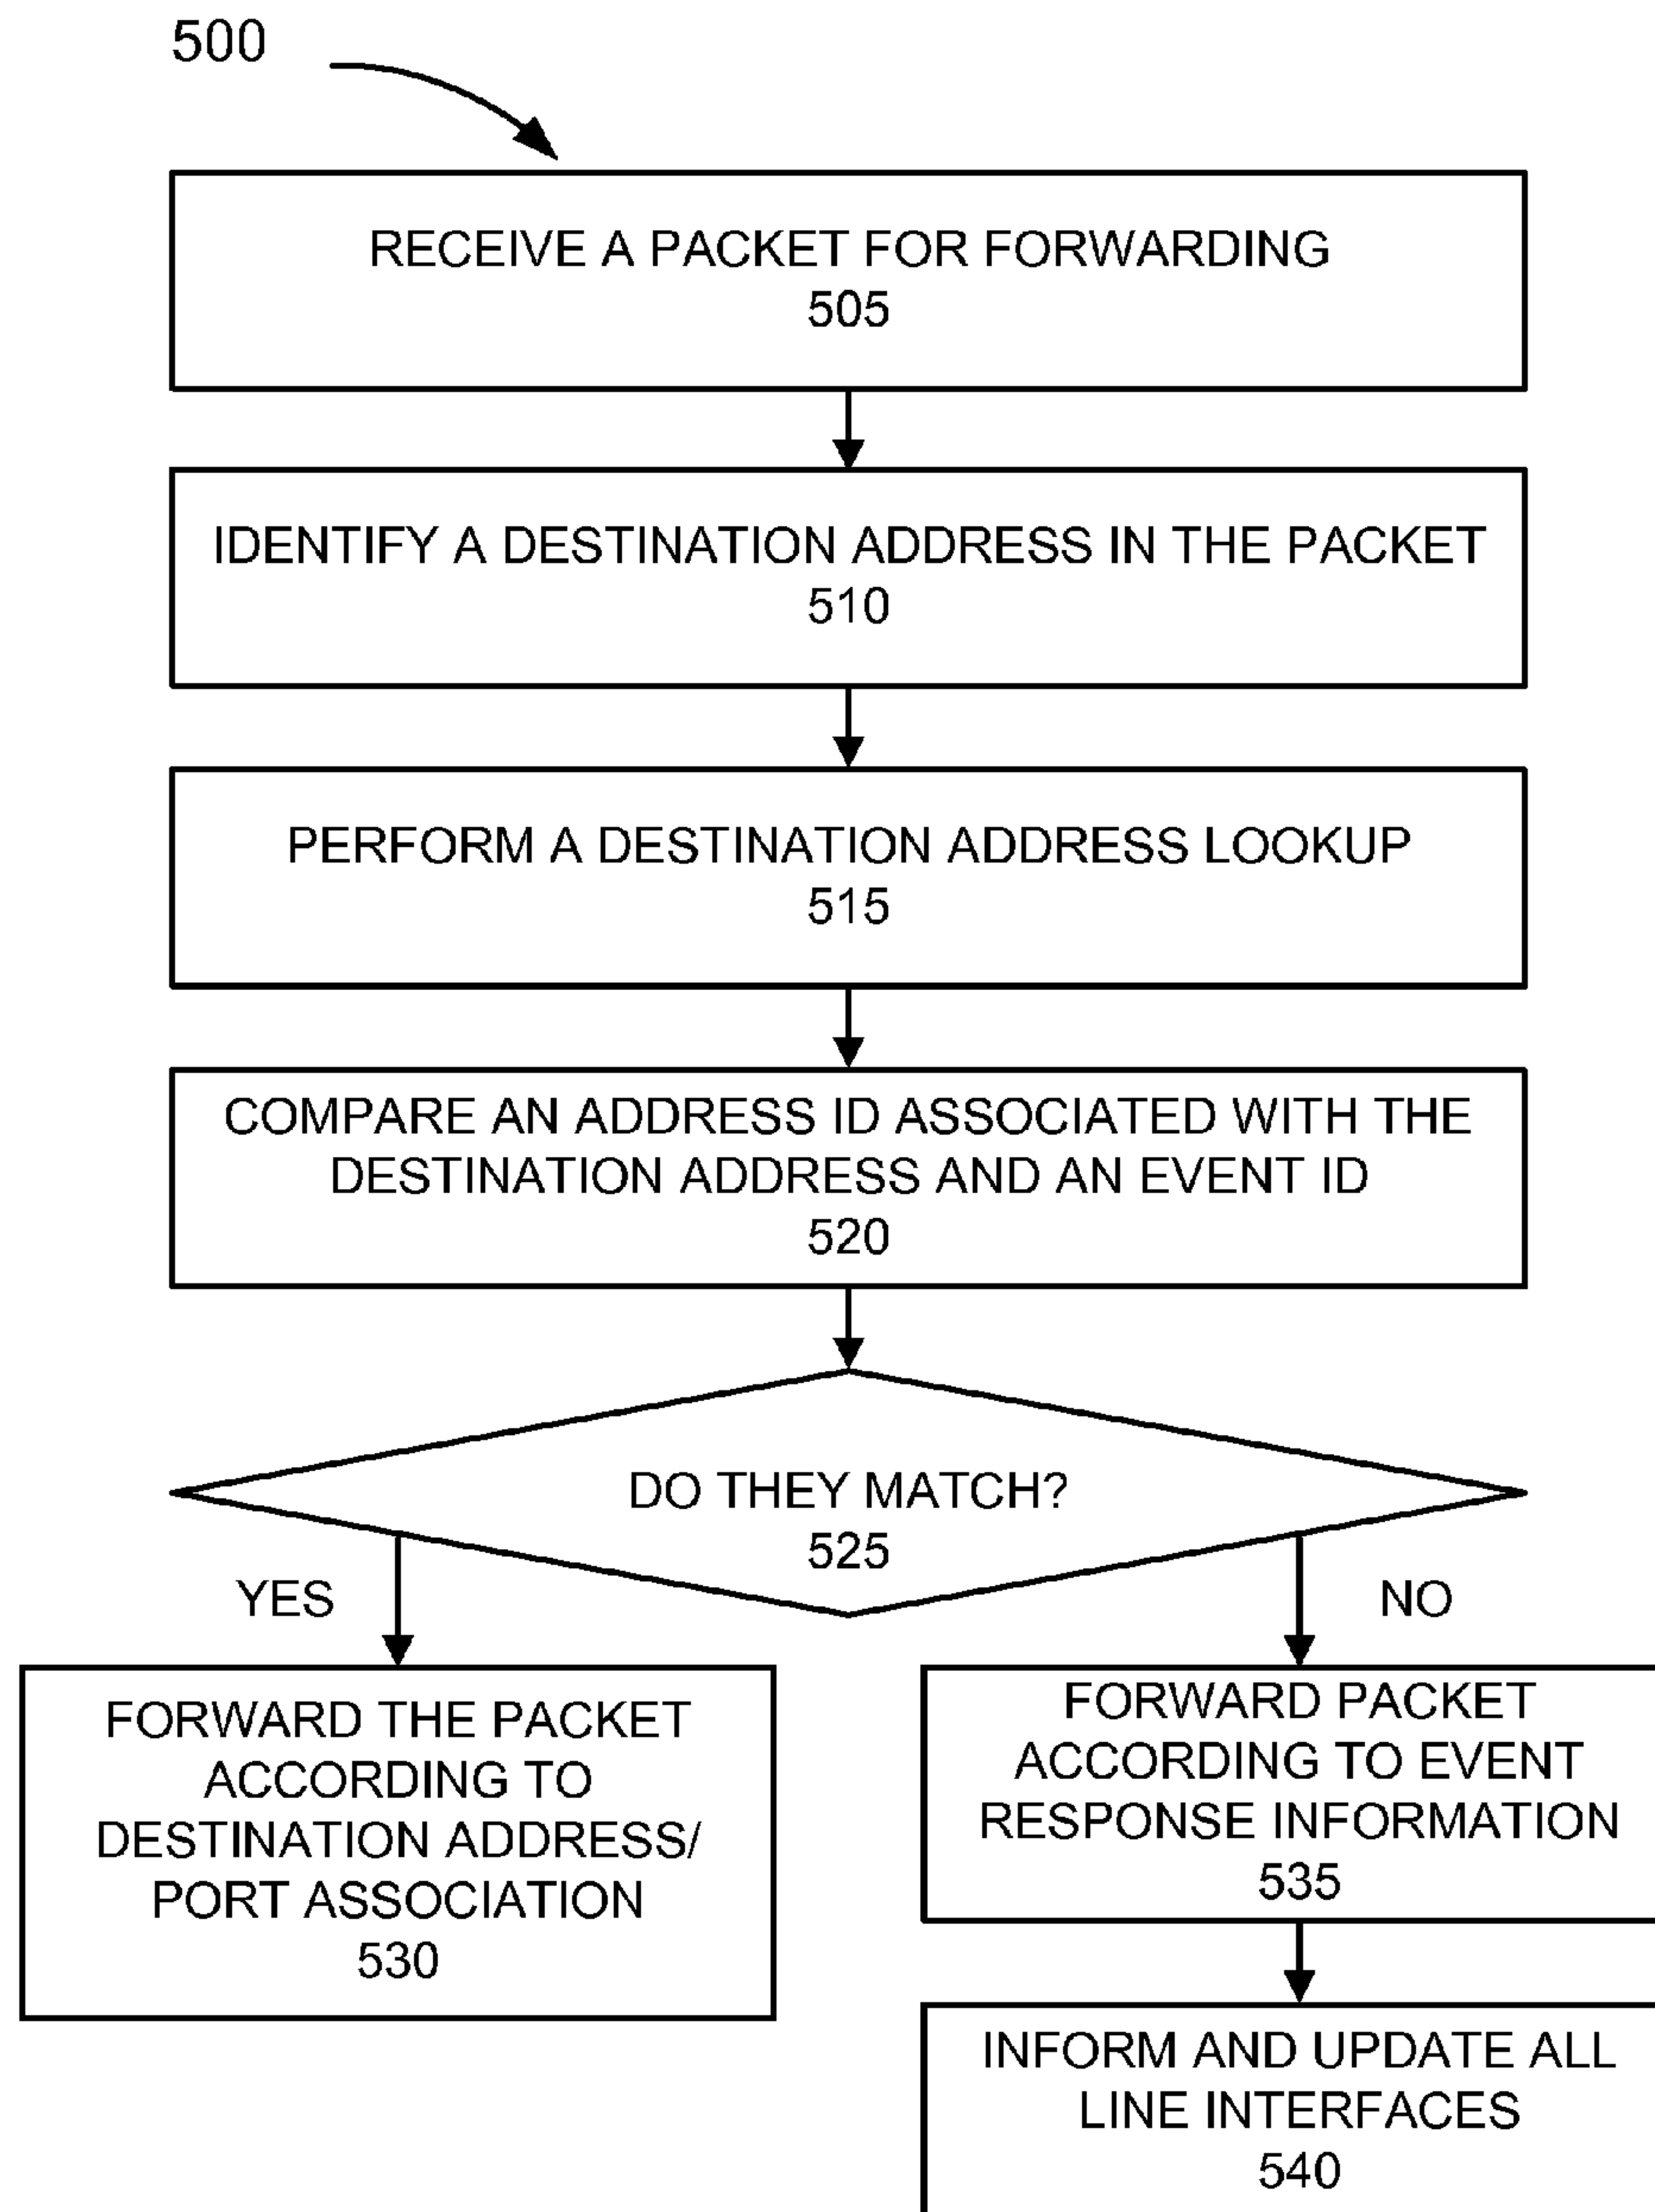 500
RECEIVE A PACKET FOR FORWARDING
505
IDENTIFY A DESTINATION ADDRESS IN THE PACKET
510
PERFORM A DESTINATION ADDRESS LOOKUP
515
COMPARE AN ADDRESS ID ASSOCIATED WITH THE
DESTINATION ADDRESS AND AN EVENT ID
520
DO THEY MATCH?
525
YES
NO
FORWARD THE PACKET
ACCORDING TO
DESTINATION ADDRESS/
PORT ASSOCIATION
530
FORWARD PACKET
ACCORDING TO EVENT
RESPONSE INFORMATION
535
INFORM AND UPDATE ALL
LINE INTERFACES
540